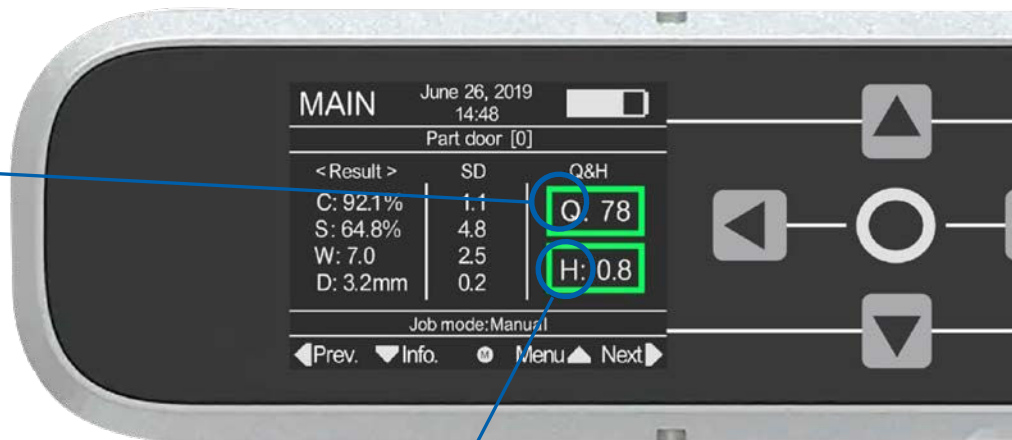 MAIN
June 26, 2019
14:48
Part door [0]
<Result> SD Q&H
C: 92.1% 1.1 Q: 78
S: 64.8% 4.8
W: 7.0 2.5 H: 0.8
D: 3.2mm 0.2
Job mode:Manual
Prev. Info. M Menu Next